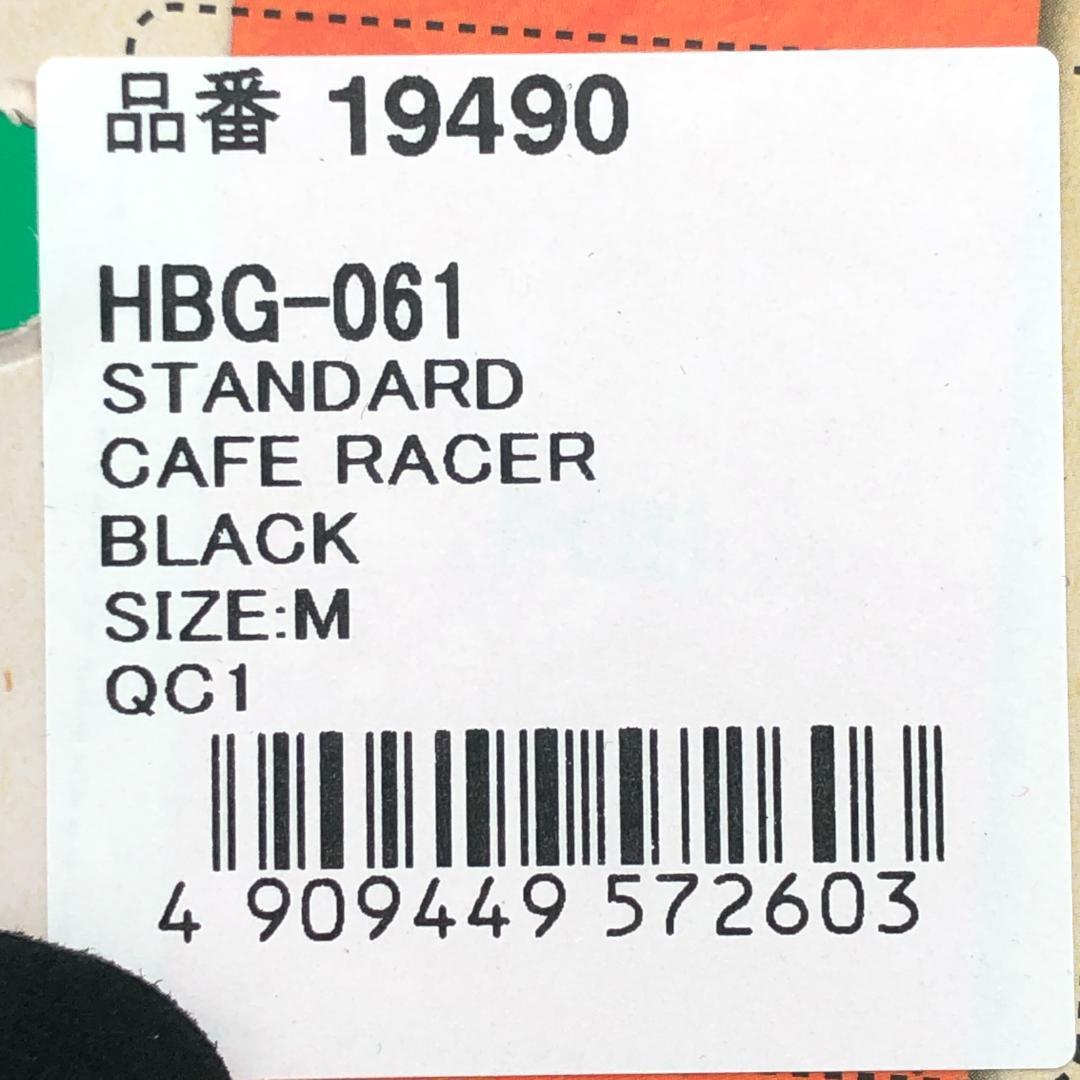 品番 19490
HBG-061
STANDARD
CAFE RACER
BLACK
SIZE:M
QC1
4 909449 572603